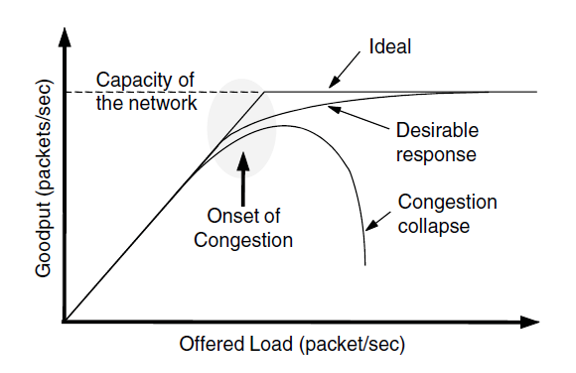 Ideal
Capacity of
the network
Desirable
response
Onset of
Congestion
Congestion
collapse
Goodput (packets/sec)
Offered Load (packet/sec)